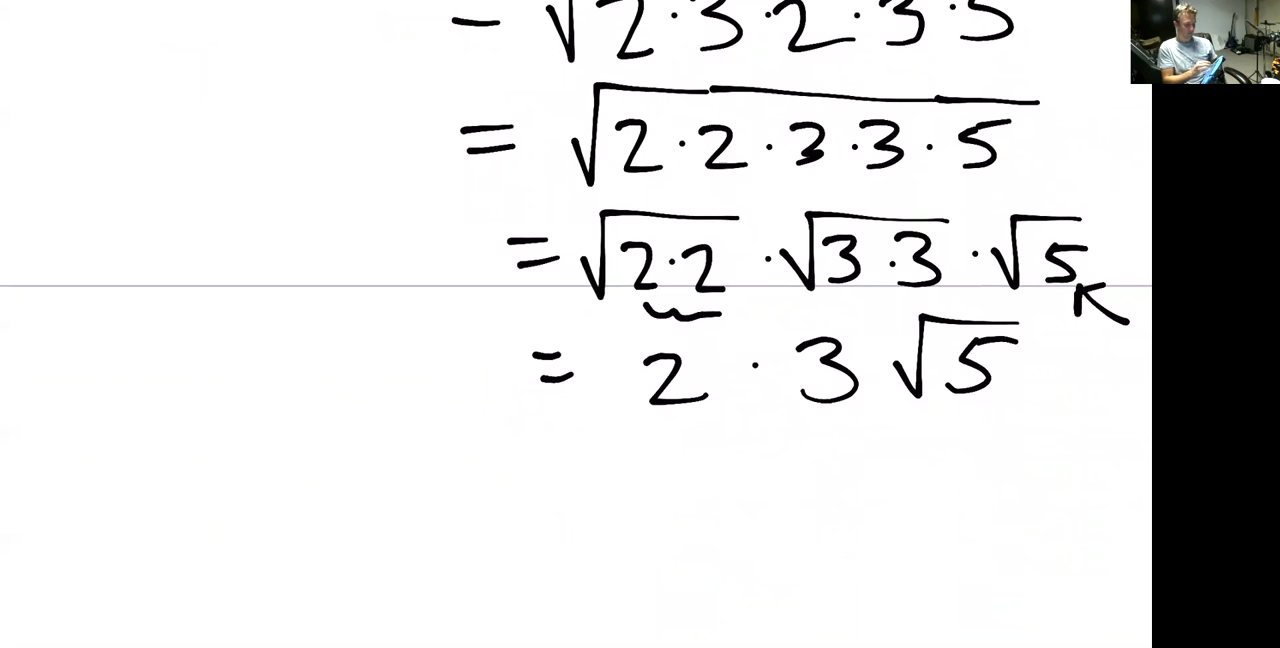 = √2·3·2·3·5
= √2·2·3·3·5
= √2·2 · √3·3 · √5
= 2 · 3 √5